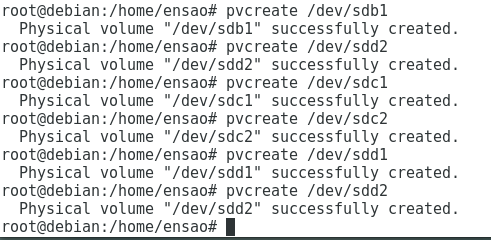 root@debian:/home/ensao# pvcreate /dev/sdb1
  Physical volume "/dev/sdb1" successfully created.
root@debian:/home/ensao# pvcreate /dev/sdd2
  Physical volume "/dev/sdd2" successfully created.
root@debian:/home/ensao# pvcreate /dev/sdc1
  Physical volume "/dev/sdc1" successfully created.
root@debian:/home/ensao# pvcreate /dev/sdc2
  Physical volume "/dev/sdc2" successfully created.
root@debian:/home/ensao# pvcreate /dev/sdd1
  Physical volume "/dev/sdd1" successfully created.
root@debian:/home/ensao# pvcreate /dev/sdd2
  Physical volume "/dev/sdd2" successfully created.
root@debian:/home/ensao#